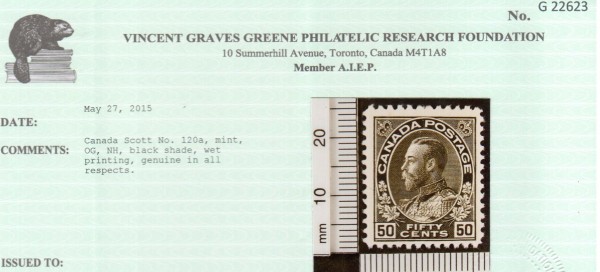 No. G 22623
VINCENT GRAVES GREENE PHILATELIC RESEARCH FOUNDATION
10 Summerhill Avenue, Toronto, Canada M4T1A8
Member A.I.E.P.
DATE: May 27, 2015
COMMENTS: Canada Scott No. 120a, mint,
OG, NH, black shade, wet
printing, genuine in all
respects.
mm 10 20
CANADA POSTAGE
50 FIFTY CENTS 50
ISSUED TO: